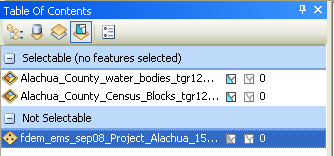 Table Of Contents
Selectable (no features selected)
Alachua_County_water_bodies_tgr12... 0
Alachua_County_Census_Blocks_tgr12... 0
Not Selectable
fdem_ems_sep08_Project_Alachua_15... 0